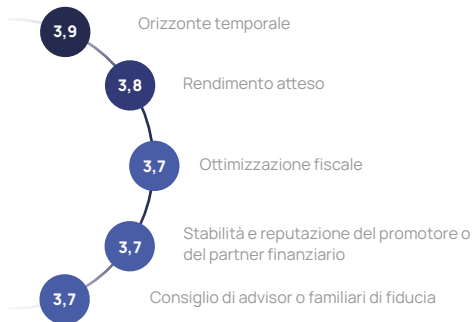 3,9 Orizzonte temporale
3,8 Rendimento atteso
3,7 Ottimizzazione fiscale
3,7 Stabilità e reputazione del promotore o
del partner finanziario
3,7 Consiglio di advisor o familiari di fiducia